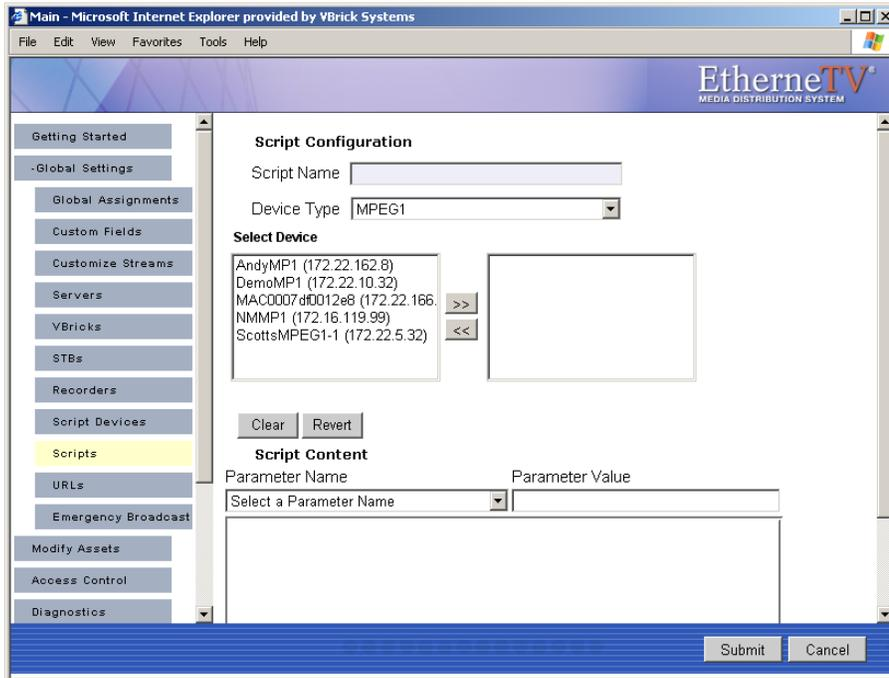 Main - Microsoft Internet Explorer provided by VBrick Systems
File Edit View Favorites Tools Help
EtherneTV®
MEDIA DISTRIBUTION SYSTEM
Getting Started
-Global Settings
Global Assignments
Custom Fields
Customize Streams
Servers
VBricks
STBs
Recorders
Script Devices
Scripts
URLs
Emergency Broadcast
Modify Assets
Access Control
Diagnostics
Script Configuration
Script Name
Device Type MPEG1
Select Device
AndyMP1 (172.22.162.8)
DemoMP1 (172.22.10.32)
MAC0007df0012e8 (172.22.166.
NMMP1 (172.16.119.99)
ScottsMPEG1-1 (172.22.5.32)
>>
<<
Clear Revert
Script Content
Parameter Name Parameter Value
Select a Parameter Name
Submit Cancel